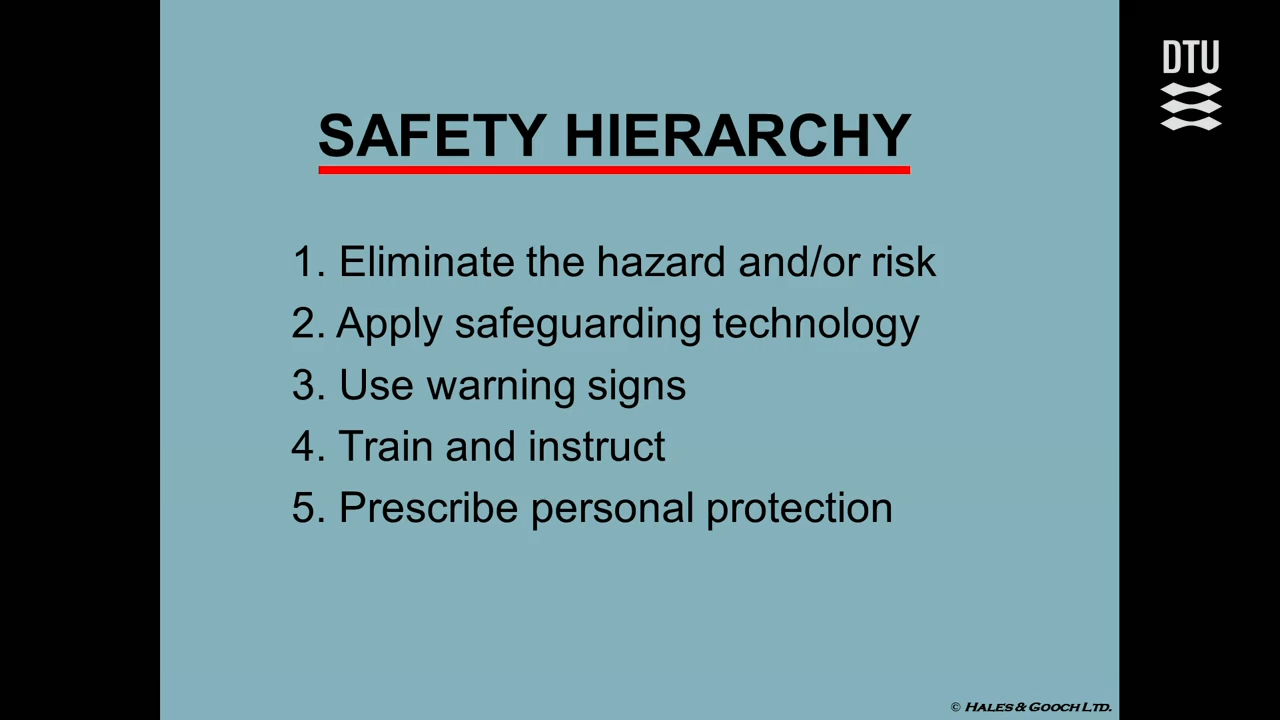 DTU
SAFETY HIERARCHY
1. Eliminate the hazard and/or risk
2. Apply safeguarding technology
3. Use warning signs
4. Train and instruct
5. Prescribe personal protection
© HALES & GOOCH LTD.